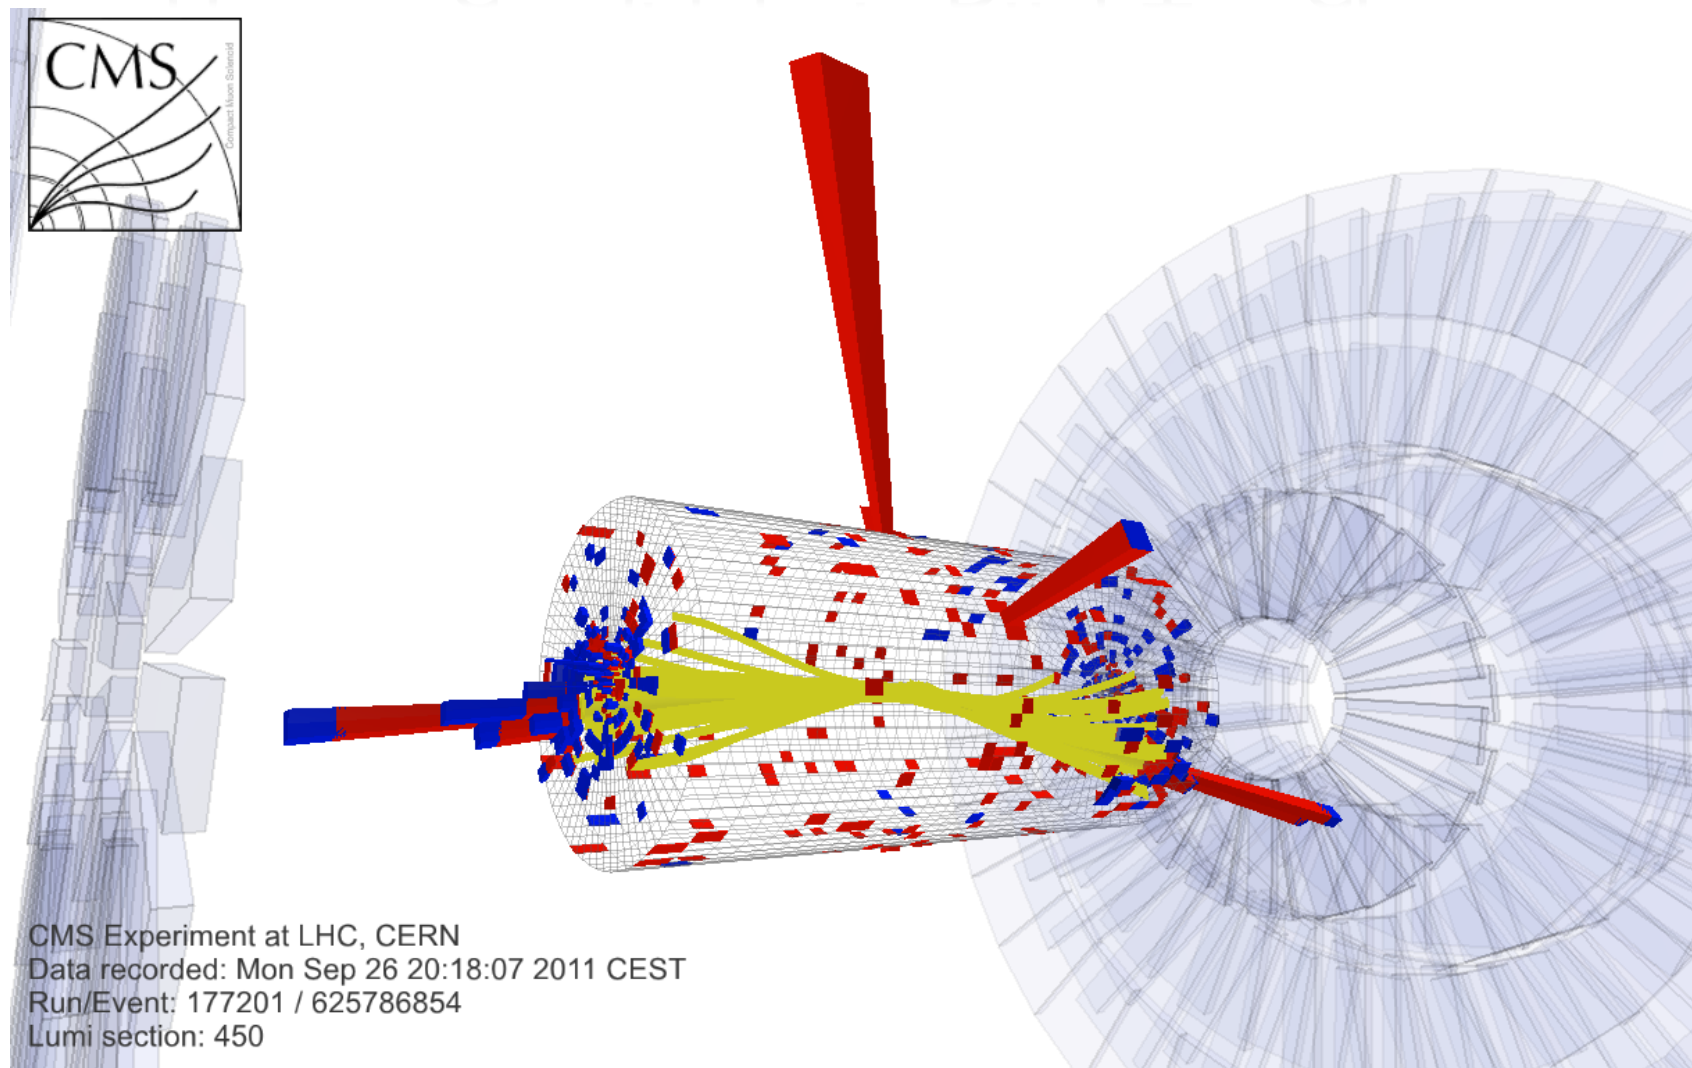 CMS
Compact Muon Solenoid
CMS Experiment at LHC, CERN
Data recorded: Mon Sep 26 20:18:07 2011 CEST
Run/Event: 177201 / 625786854
Lumi section: 450